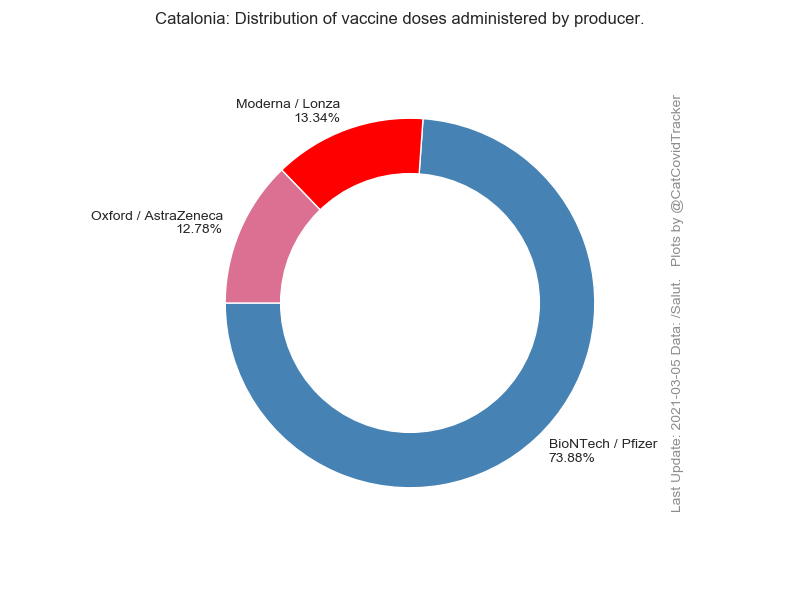 Catalonia: Distribution of vaccine doses administered by producer.
Moderna / Lonza
13.34%
Oxford / AstraZeneca
12.78%
BioNTech / Pfizer
73.88%
Last Update: 2021-03-05 Data: /Salut. Plots by @CatCovidTracker